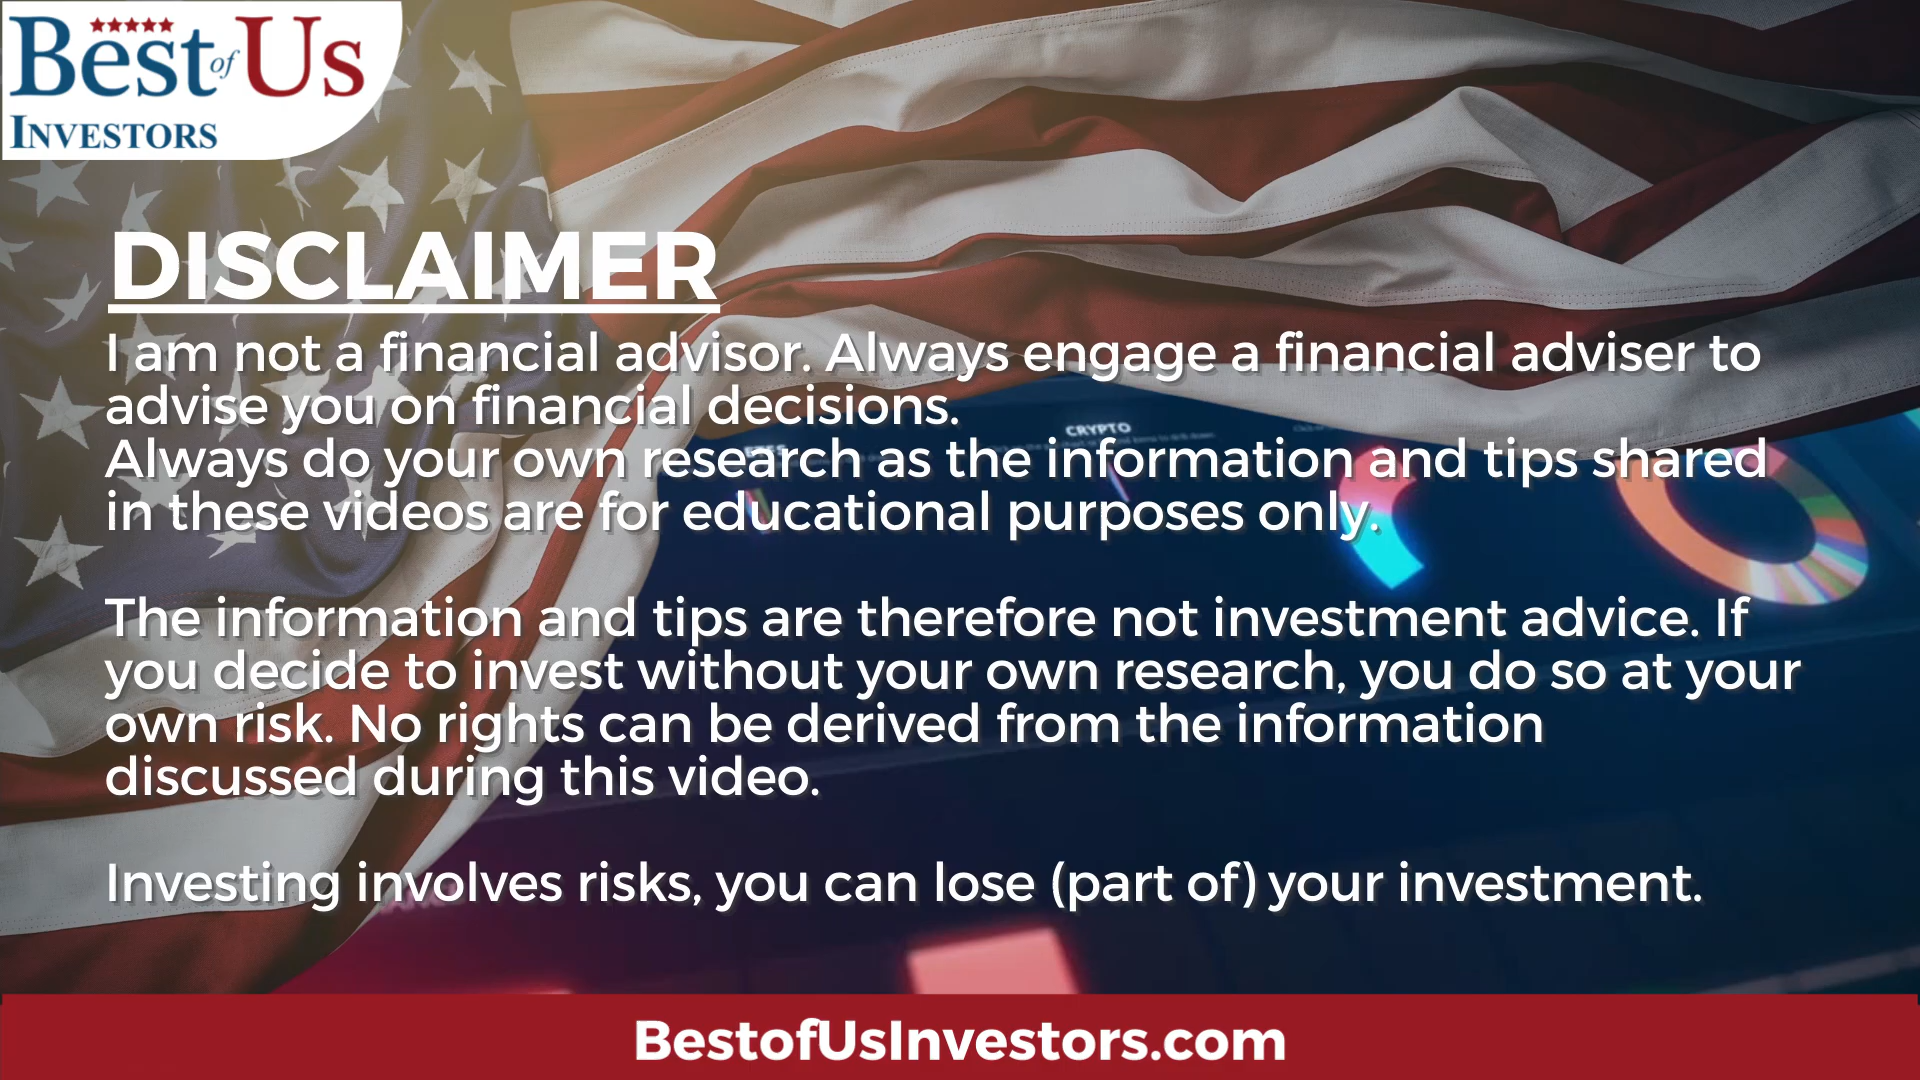 Best of Us
INVESTORS
DISCLAIMER
I am not a financial advisor. Always engage a financial adviser to
advise you on financial decisions.
CRYPTO
Always do your own research as the information and tips shared
in these videos are for educational purposes only.
The information and tips are therefore not investment advice. If
you decide to invest without your own research, you do so at your
own risk. No rights can be derived from the information
discussed during this video.
Investing involves risks, you can lose (part of) your investment.
BestofUsInvestors.com